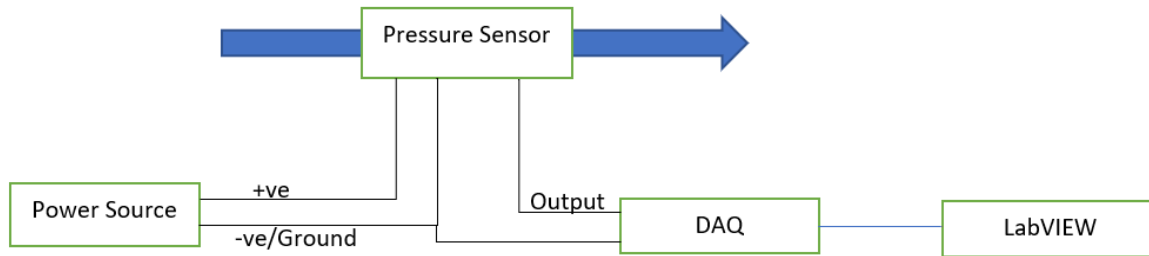 Pressure Sensor
+ve
Power Source
-ve/Ground
Output
DAQ
LabVIEW